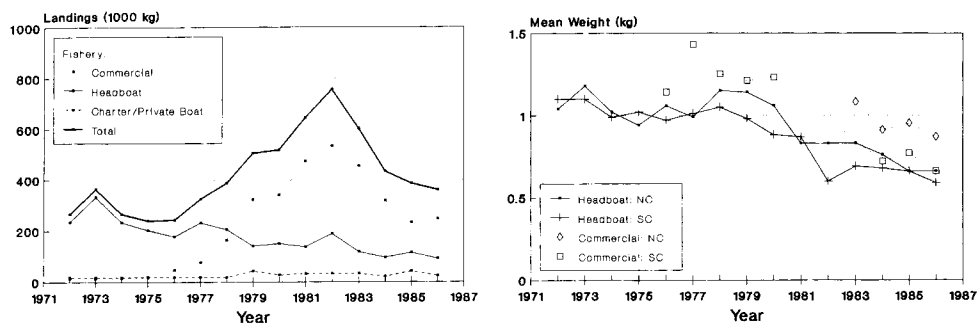 Landings (1000 kg)
1000
800
600
400
200
0
Fishery:
Commercial
Headboat
Charter/Private Boat
Total
1971 1973 1975 1977 1979 1981 1983 1985 1987
Year
Mean Weight (kg)
1.5
1
0.5
0
Headboat: NC
Headboat: SC
Commercial: NC
Commercial: SC
1971 1973 1975 1977 1979 1981 1983 1985 1987
Year